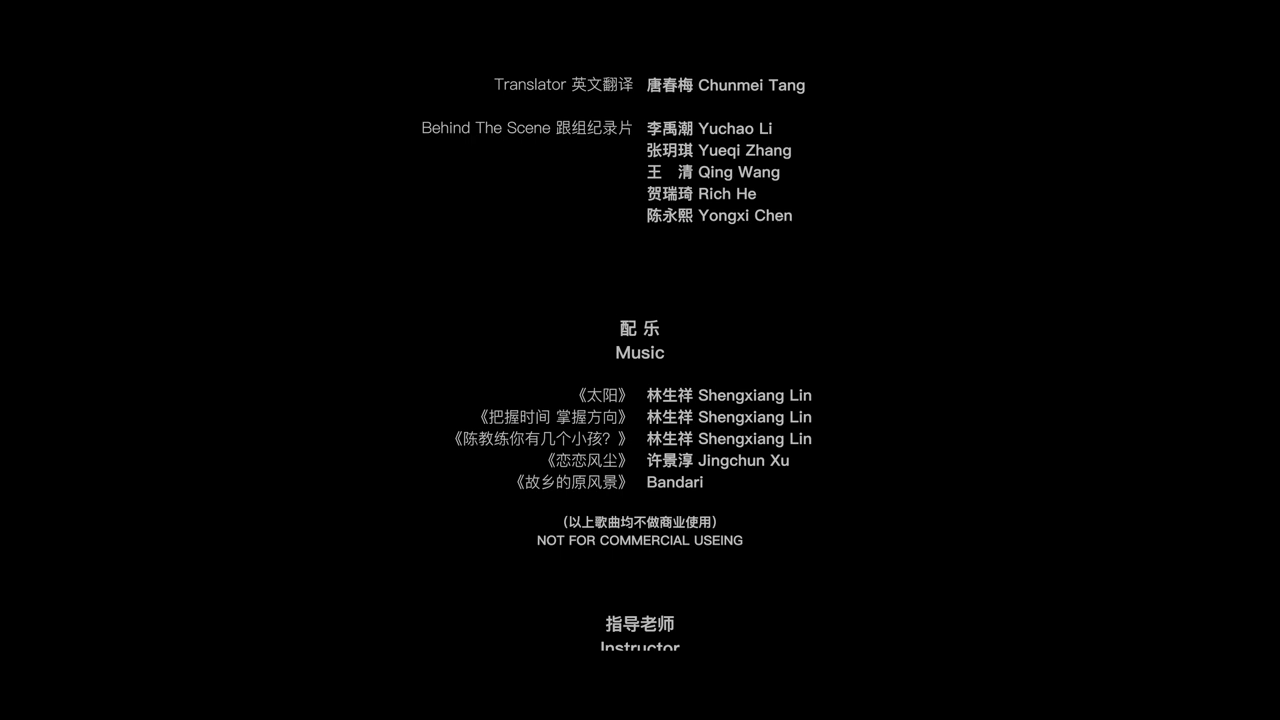 Translator 英文翻译 唐春梅 Chunmei Tang
Behind The Scene 跟组纪录片 李禹潮 Yuchao Li
张玥琪 Yueqi Zhang
王 清 Qing Wang
贺瑞琦 Rich He
陈永熙 Yongxi Chen
配 乐
Music
《太阳》 林生祥 Shengxiang Lin
《把握时间 掌握方向》 林生祥 Shengxiang Lin
《陈教练你有几个小孩？》 林生祥 Shengxiang Lin
《恋恋风尘》 许景淳 Jingchun Xu
《故乡的原风景》 Bandari
（以上歌曲均不做商业使用）
NOT FOR COMMERCIAL USEING
指导老师
Instructor